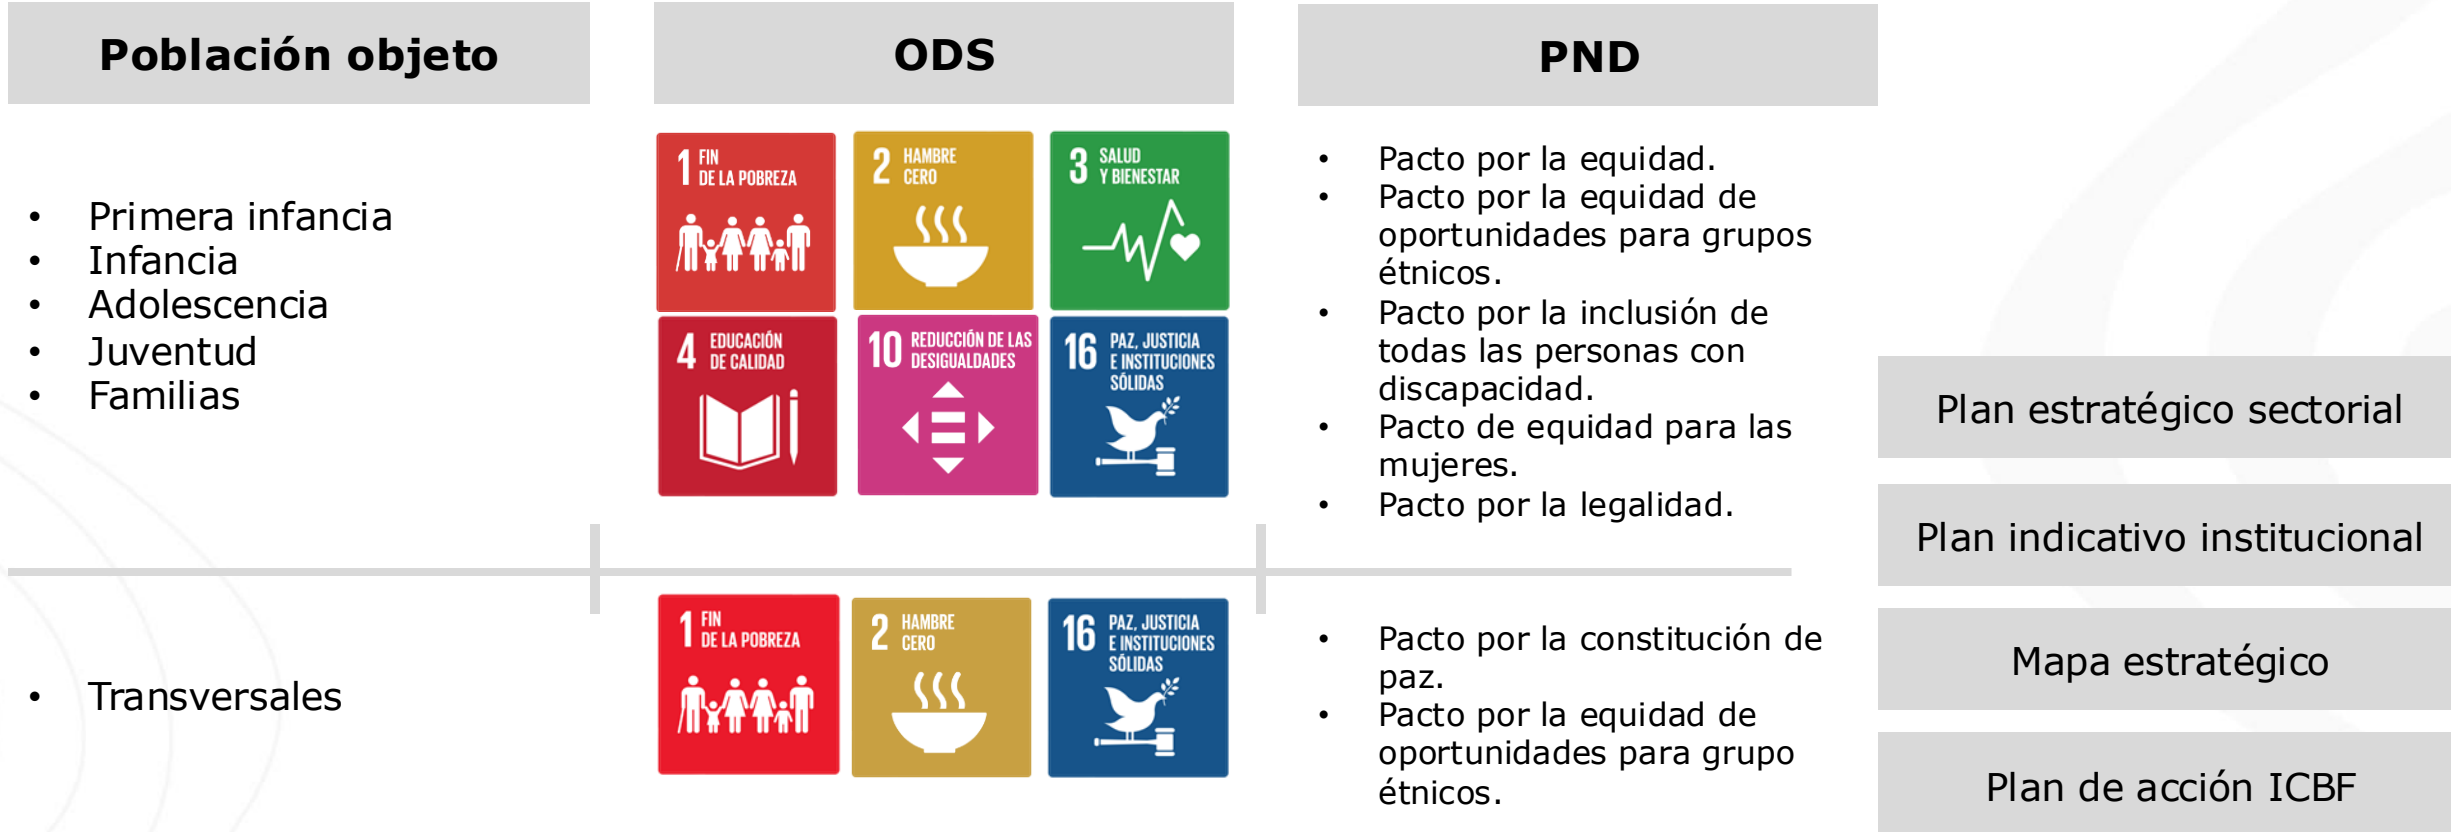 Población objeto
ODS
PND
• Primera infancia
• Infancia
• Adolescencia
• Juventud
• Familias
1 FIN
DE LA POBREZA
2 HAMBRE
CERO
3 SALUD
Y BIENESTAR
4 EDUCACIÓN
DE CALIDAD
10 REDUCCIÓN DE LAS
DESIGUALDADES
16 PAZ, JUSTICIA
E INSTITUCIONES
SÓLIDAS
• Pacto por la equidad.
• Pacto por la equidad de
oportunidades para grupos
étnicos.
• Pacto por la inclusión de
todas las personas con
discapacidad.
• Pacto de equidad para las
mujeres.
• Pacto por la legalidad.
• Transversales
1 FIN
DE LA POBREZA
2 HAMBRE
CERO
16 PAZ, JUSTICIA
E INSTITUCIONES
SÓLIDAS
• Pacto por la constitución de
paz.
• Pacto por la equidad de
oportunidades para grupo
étnicos.
Plan estratégico sectorial
Plan indicativo institucional
Mapa estratégico
Plan de acción ICBF